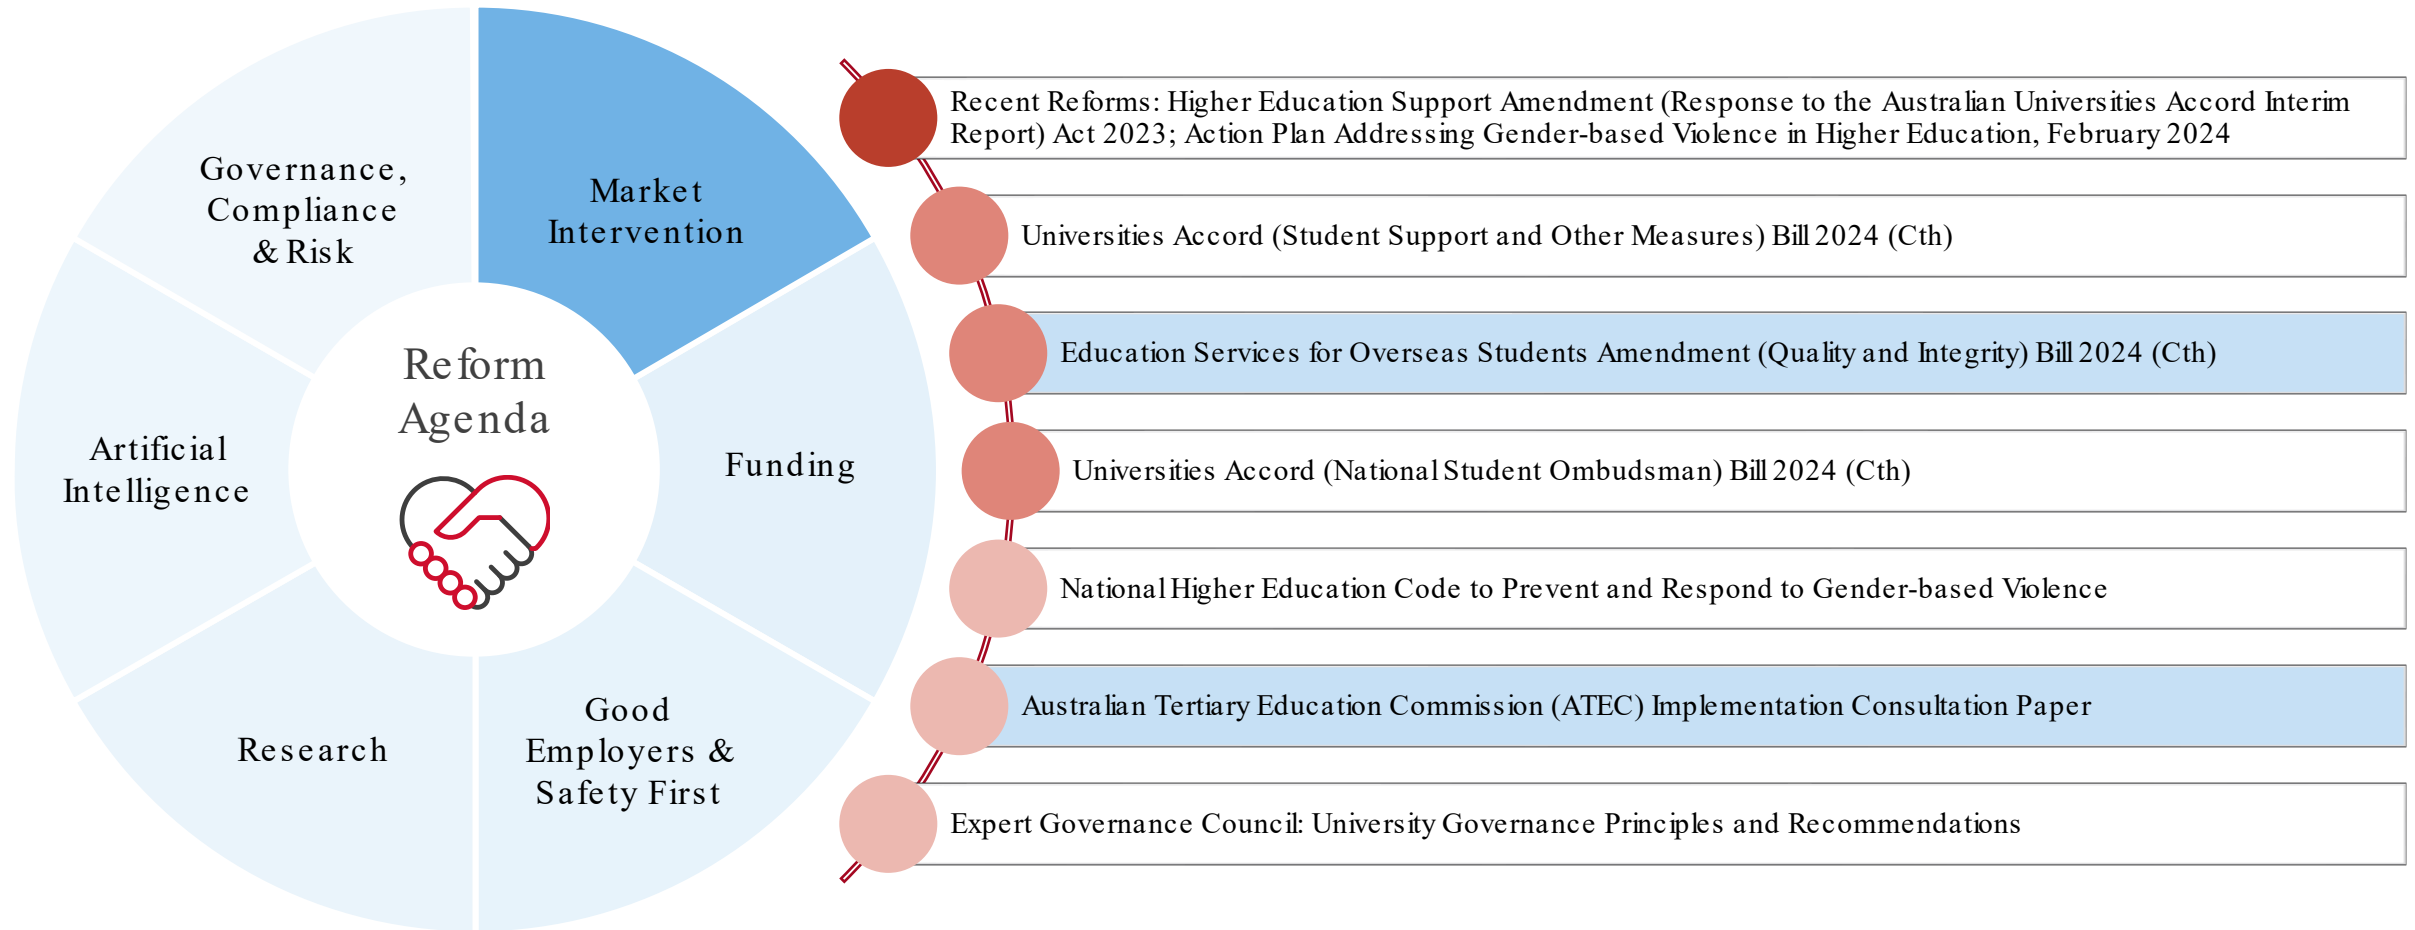 Governance,
Compliance
& Risk
Market
Intervention
Artificial
Intelligence
Reform
Agenda
Funding
Research
Good
Employers &
Safety First
Recent Reforms: Higher Education Support Amendment (Response to the Australian Universities Accord Interim
Report) Act 2023; Action Plan Addressing Gender-based Violence in Higher Education, February 2024
Universities Accord (Student Support and Other Measures) Bill 2024 (Cth)
Education Services for Overseas Students Amendment (Quality and Integrity) Bill 2024 (Cth)
Universities Accord (National Student Ombudsman) Bill 2024 (Cth)
National Higher Education Code to Prevent and Respond to Gender-based Violence
Australian Tertiary Education Commission (ATEC) Implementation Consultation Paper
Expert Governance Council: University Governance Principles and Recommendations